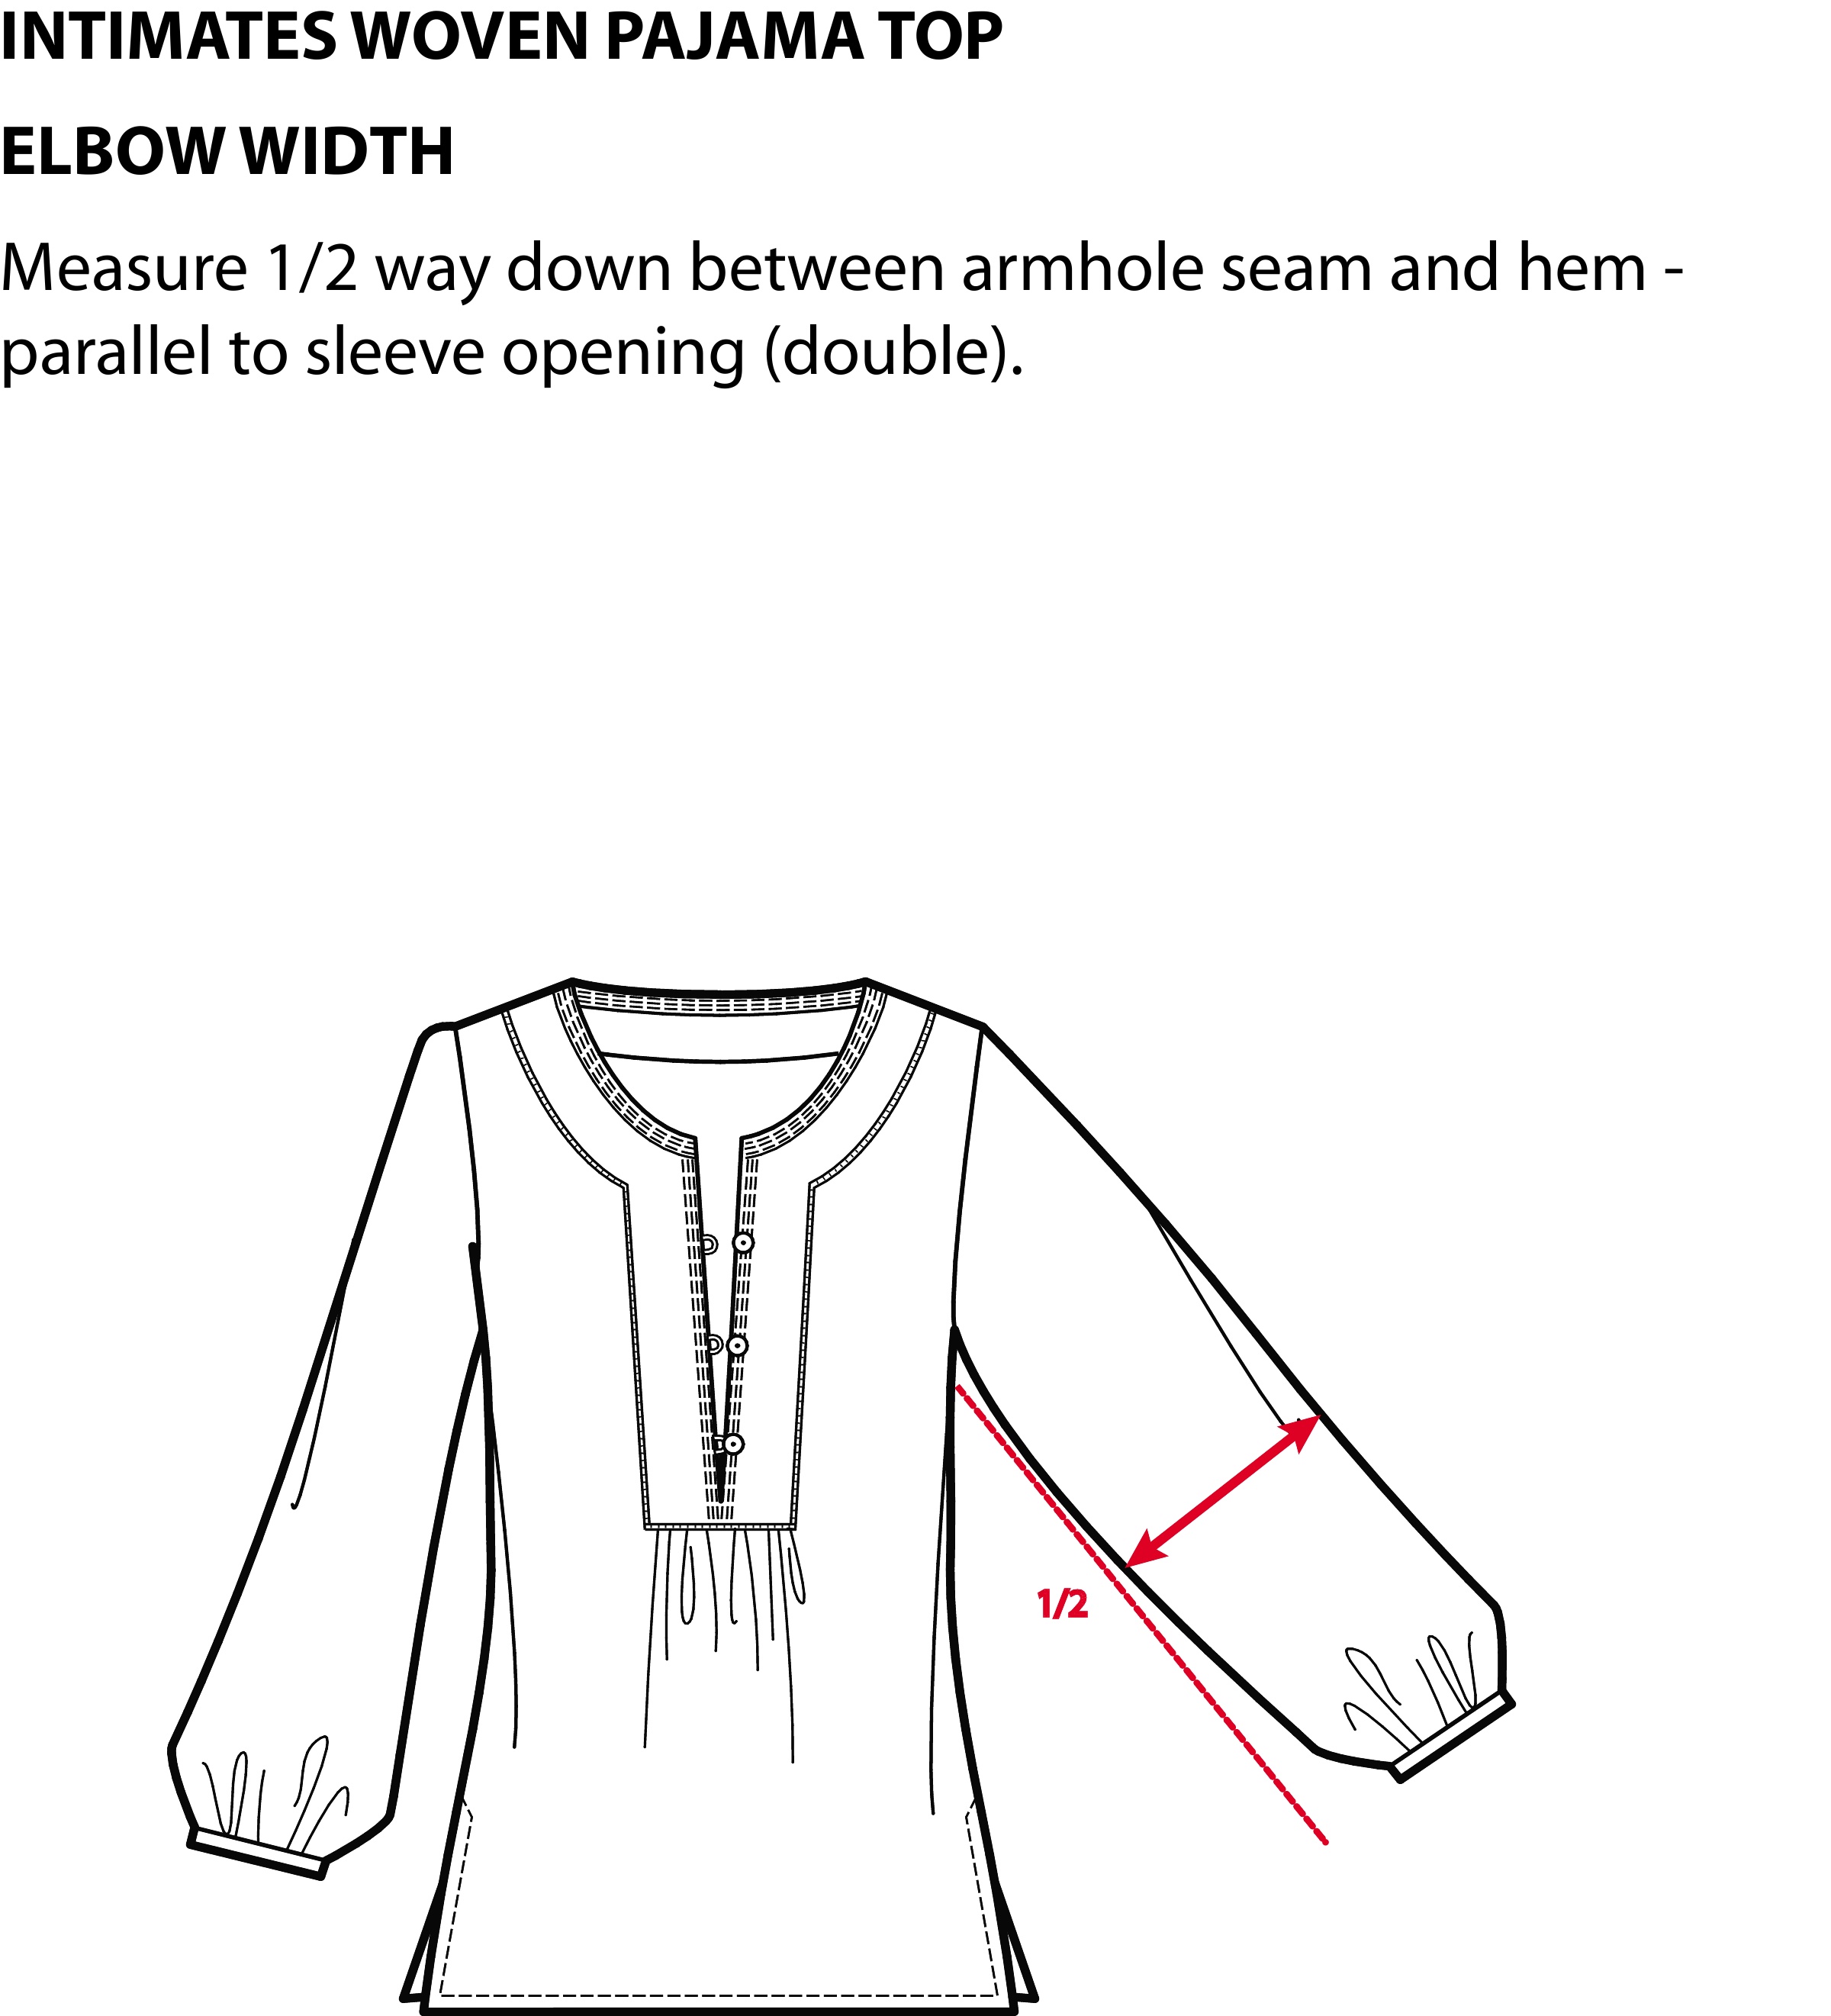 INTIMATES WOVEN PAJAMA TOP
ELBOW WIDTH
Measure 1/2 way down between armhole seam and hem -
parallel to sleeve opening (double).
1/2